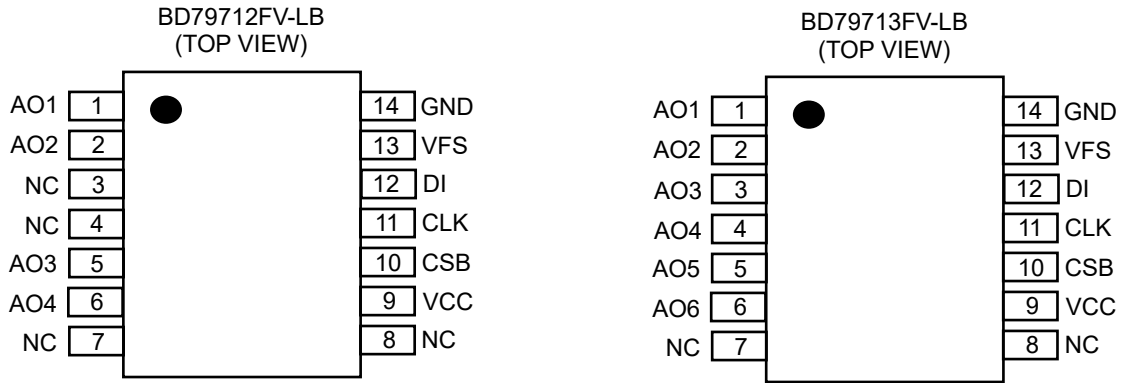 BD79712FV-LB
(TOP VIEW)
AO1 1 14 GND
AO2 2 13 VFS
NC 3 12 DI
NC 4 11 CLK
AO3 5 10 CSB
AO4 6 9 VCC
NC 7 8 NC
BD79713FV-LB
(TOP VIEW)
AO1 1 14 GND
AO2 2 13 VFS
AO3 3 12 DI
AO4 4 11 CLK
AO5 5 10 CSB
AO6 6 9 VCC
NC 7 8 NC